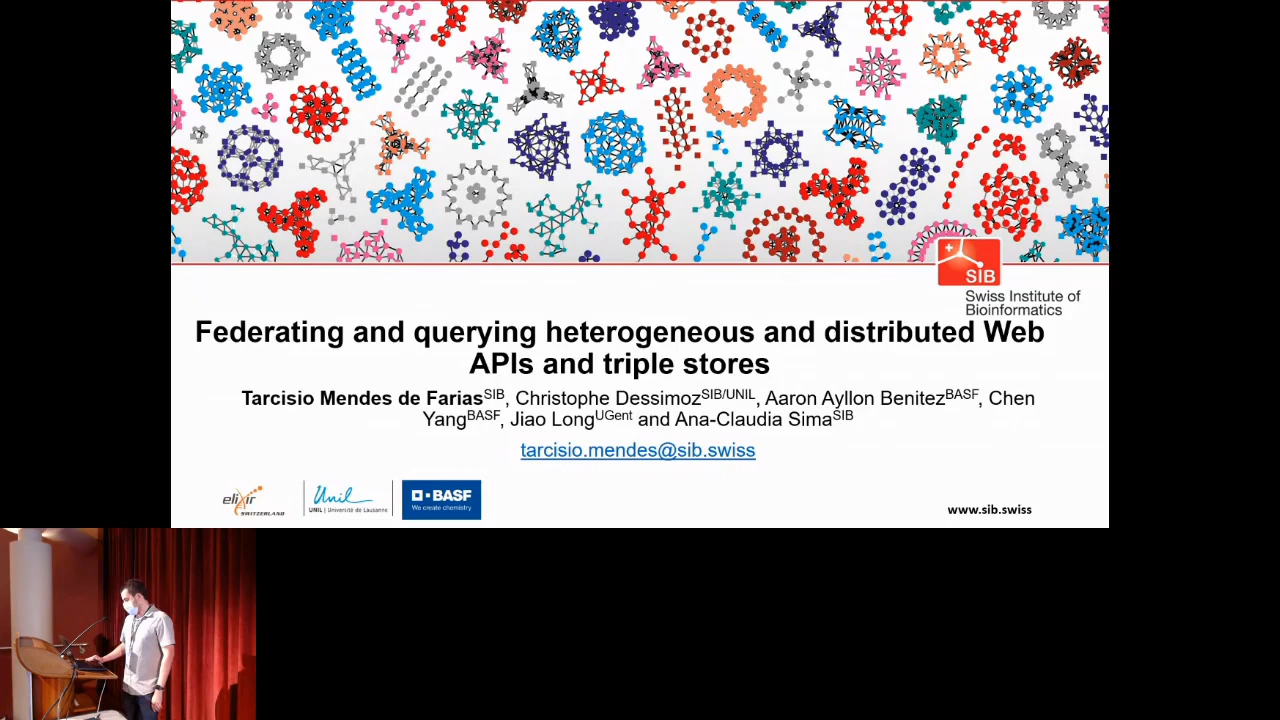 SIB
Swiss Institute of
Bioinformatics
Federating and querying heterogeneous and distributed Web
APIs and triple stores
Tarcisio Mendes de FariasSIB, Christophe DessimozSIB/UNIL, Aaron Ayllon BenitezBASF, Chen
YangBASF, Jiao LongUGent and Ana-Claudia SimaSIB
tarcisio.mendes@sib.swiss
elixir
SWITZERLAND
Unil
UNIL | Université de Lausanne
BASF
We create chemistry
www.sib.swiss